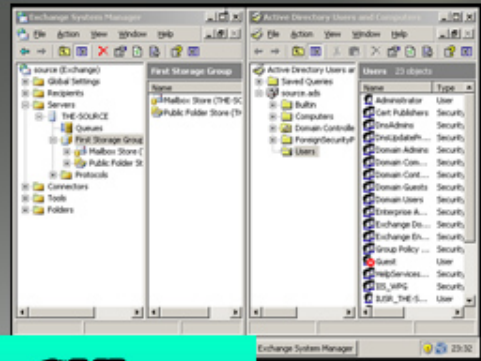 Exchange System Manager
File Action View Window Help
source (Exchange)
Global Settings
Recipients
Servers
THE-SOURCE
Queues
First Storage Group
Mailbox Store (
Public Folder St
Protocols
Connectors
Tools
Folders
First Storage Group
Name
Mailbox Store (THE-SC
Public Folder Store (TH
Active Directory Users and Computers
File Action View Window Help
Active Directory Users ar
Saved Queries
source.ads
Builtin
Computers
Domain Controlle
ForeignSecurityP
Users
Users 23 objects
Name Type
Administrator User
Cert Publishers Security
DnsAdmins Security
DnsUpdatePr... Security
Domain Admins Security
Domain Com... Security
Domain Cont... Security
Domain Guests Security
Domain Users Security
Enterprise A... Security
Exchange Do... Security
Exchange En... Security
Group Policy ... Security
Guest User
HelpServices... Security
IIS_WPG Security
IUSR_THE-S... User
Exchange System Manager
23:32